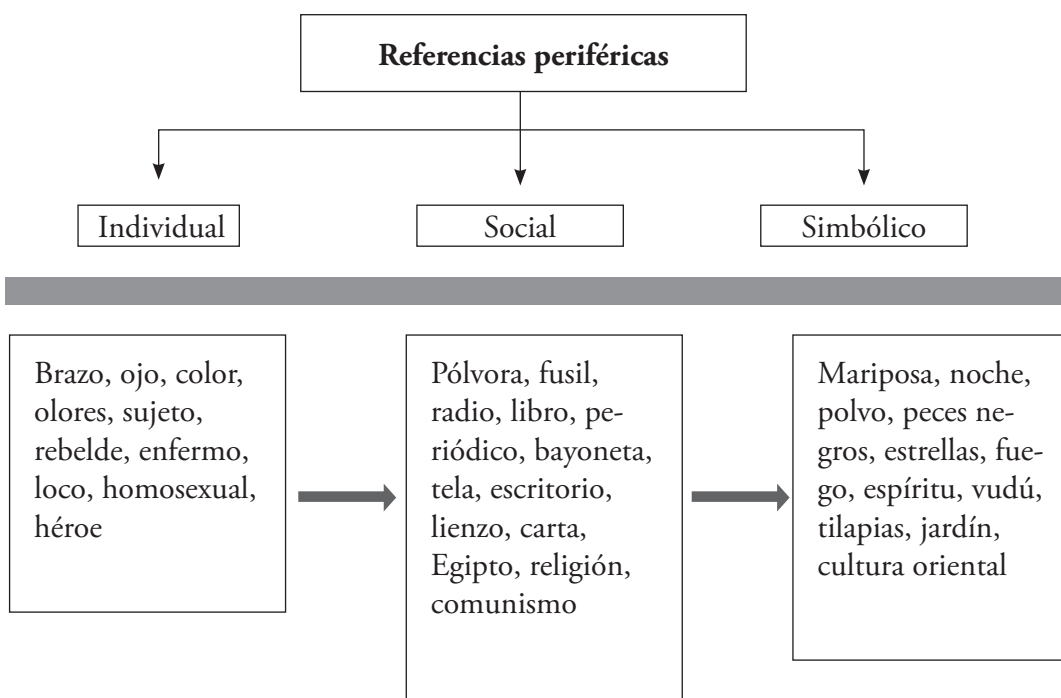 Referencias periféricas
Individual
Social
Simbólico
Brazo, ojo, color,
olores, sujeto,
rebelde, enfermo,
loco, homosexual,
héroe
Pólvora, fusil,
radio, libro, pe-
riódico, bayoneta,
tela, escritorio,
lienzo, carta,
Egipto, religión,
comunismo
Mariposa, noche,
polvo, peces ne-
gros, estrellas, fue-
go, espíritu, vudú,
tilapias, jardín,
cultura oriental